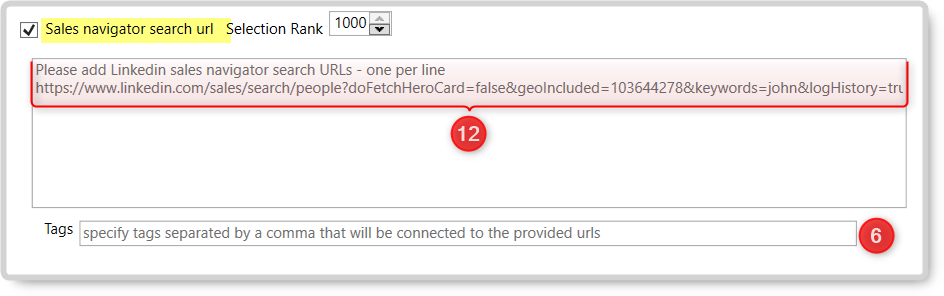 Sales navigator search url Selection Rank 1000
Please add Linkedin sales navigator search URLs - one per line
https://www.linkedin.com/sales/search/people?doFetchHeroCard=false&geoIncluded=103644278&keywords=john&logHistory=tru
12
Tags specify tags separated by a comma that will be connected to the provided urls 6